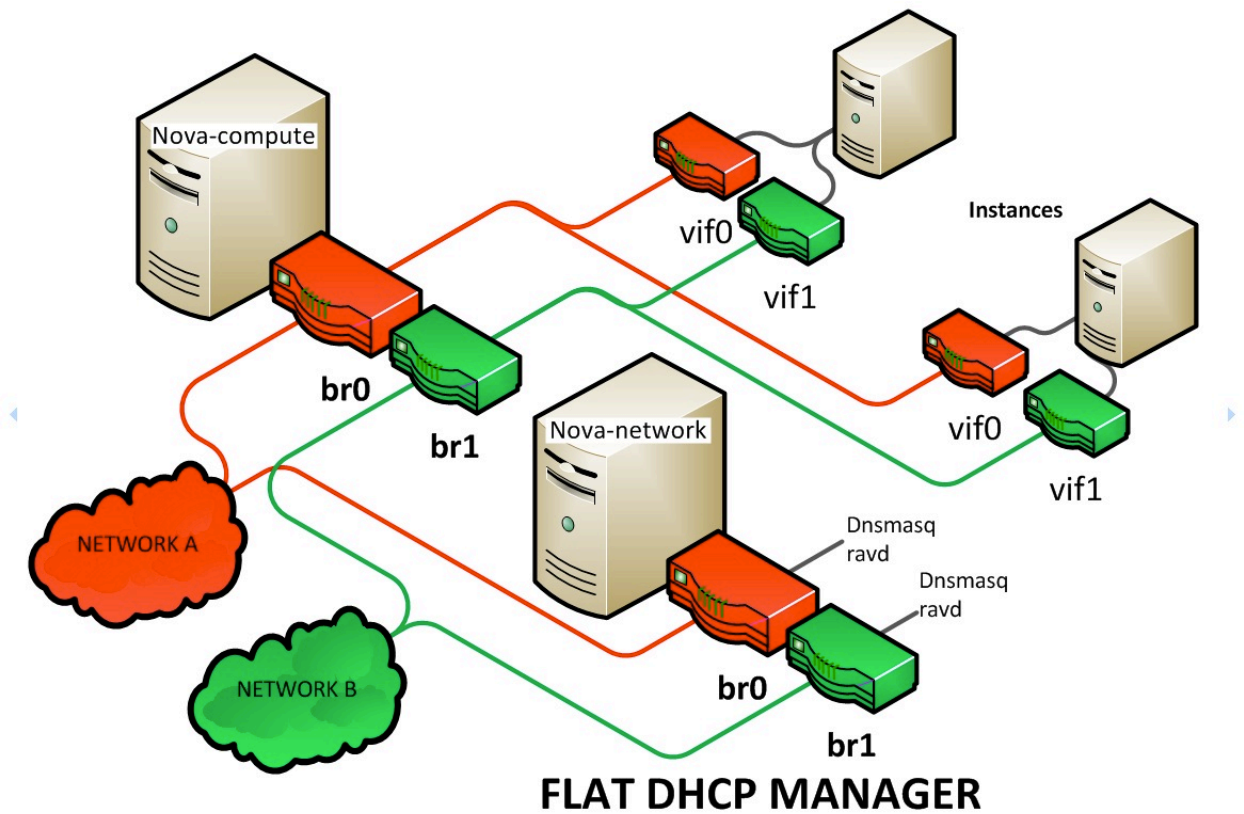 Nova-compute
Instances
vif0
vif1
br0
br1
vif0
vif1
Nova-network
NETWORK A
Dnsmasq
ravd
Dnsmasq
ravd
NETWORK B
br0
br1
FLAT DHCP MANAGER